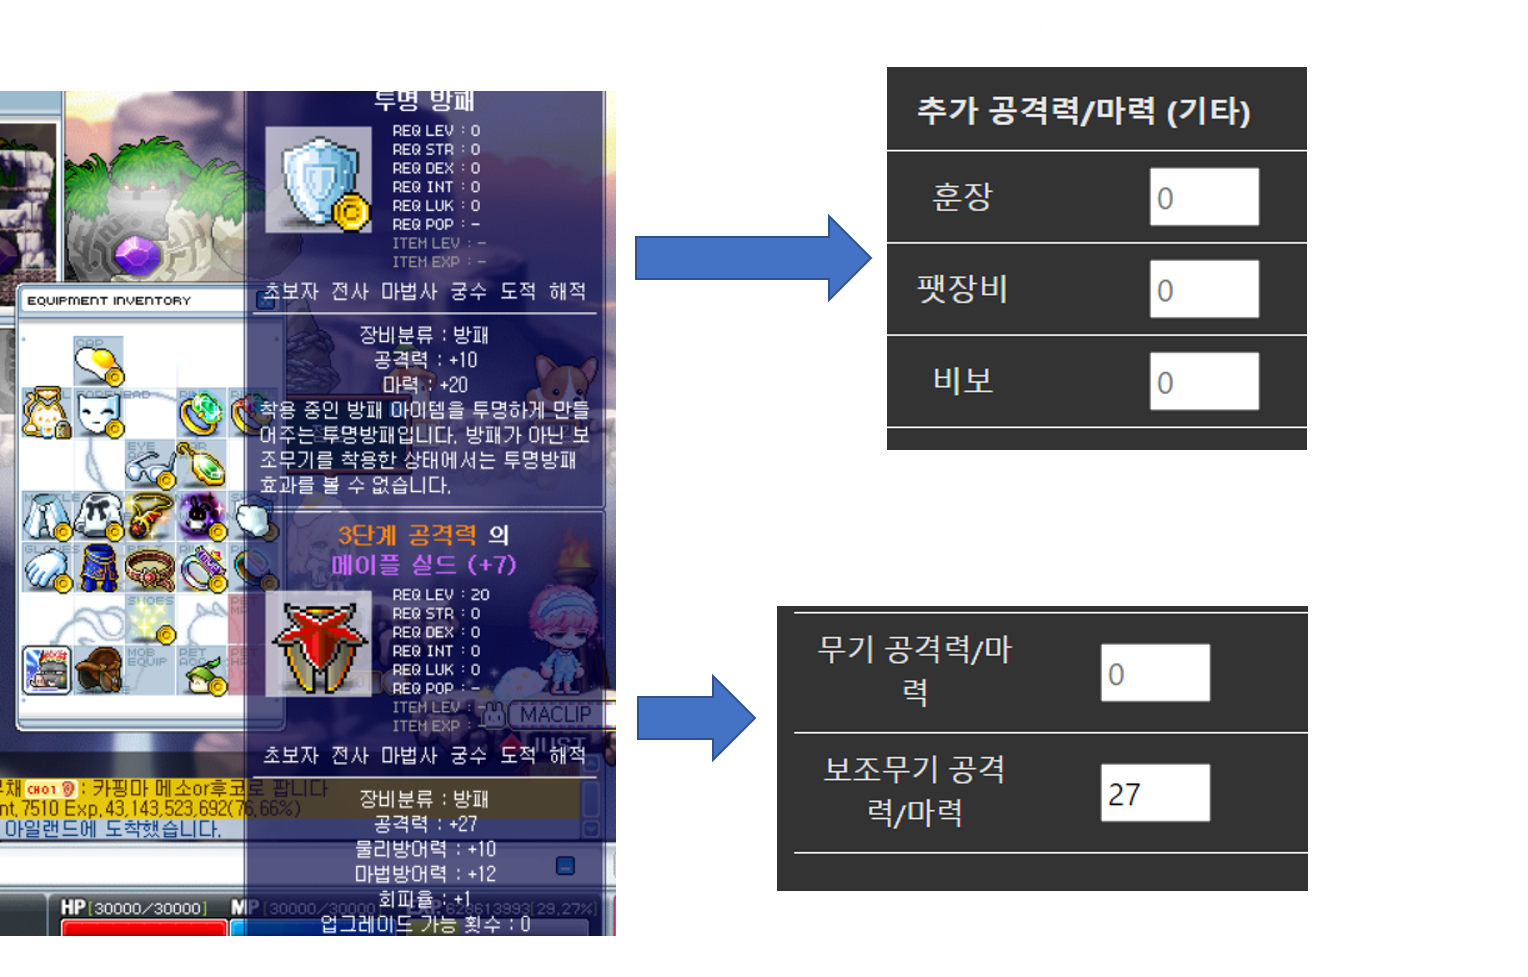 투명 방패
REQ LEV : 0
REQ STR : 0
REQ DEX : 0
REQ INT : 0
REQ LUK : 0
REQ POP : -
ITEM LEV : -
ITEM EXP : -
초보자 전사 마법사 궁수 도적 해적
장비분류 : 방패
공격력 : +10
마력 : +20
착용 중인 방패 아이템을 투명하게 만들
어주는 투명방패입니다. 방패가 아닌 보
조무기를 착용한 상태에서는 투명방패
효과를 볼 수 없습니다.
3단계 공격력 의
메이플 실드 (+7)
REQ LEV : 20
REQ STR : 0
REQ DEX : 0
REQ INT : 0
REQ LUK : 0
REQ POP : -
ITEM LEV : -
ITEM EXP : -
초보자 전사 마법사 궁수 도적 해적
장비분류 : 방패
공격력 : +27
물리방어력 : +10
마법방어력 : +12
회피율 : +1
업그레이드 가능 횟수 : 0
EQUIPMENT INVENTORY
CAP
FOREHEAD
EYE
SHOES
MOB
EQUIP
PET
ACC
MACLIP
JUST
CH01 : 카핑마 메소or후코로 팝니다
nt, 7510 Exp, 43,143,523,692(76.66%)
아일랜드에 도착했습니다.
HP[30000/30000]
MP[30000/30000]
628613993[29.27%]
추가 공격력/마력 (기타)
훈장
0
팻장비
0
비보
0
무기 공격력/마
력
0
보조무기 공격
력/마력
27